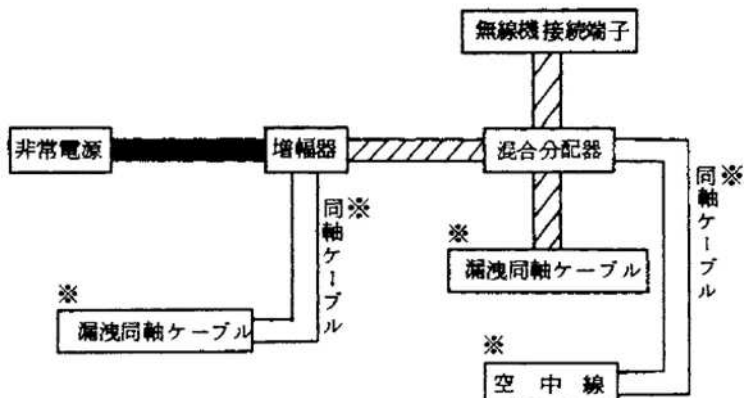 無線機接続端子
非常電源
増幅器
混合分配器
※
同軸ケーブル
※
同軸ケーブル
※
漏洩同軸ケーブル
※
漏洩同軸ケーブル
※
空中線